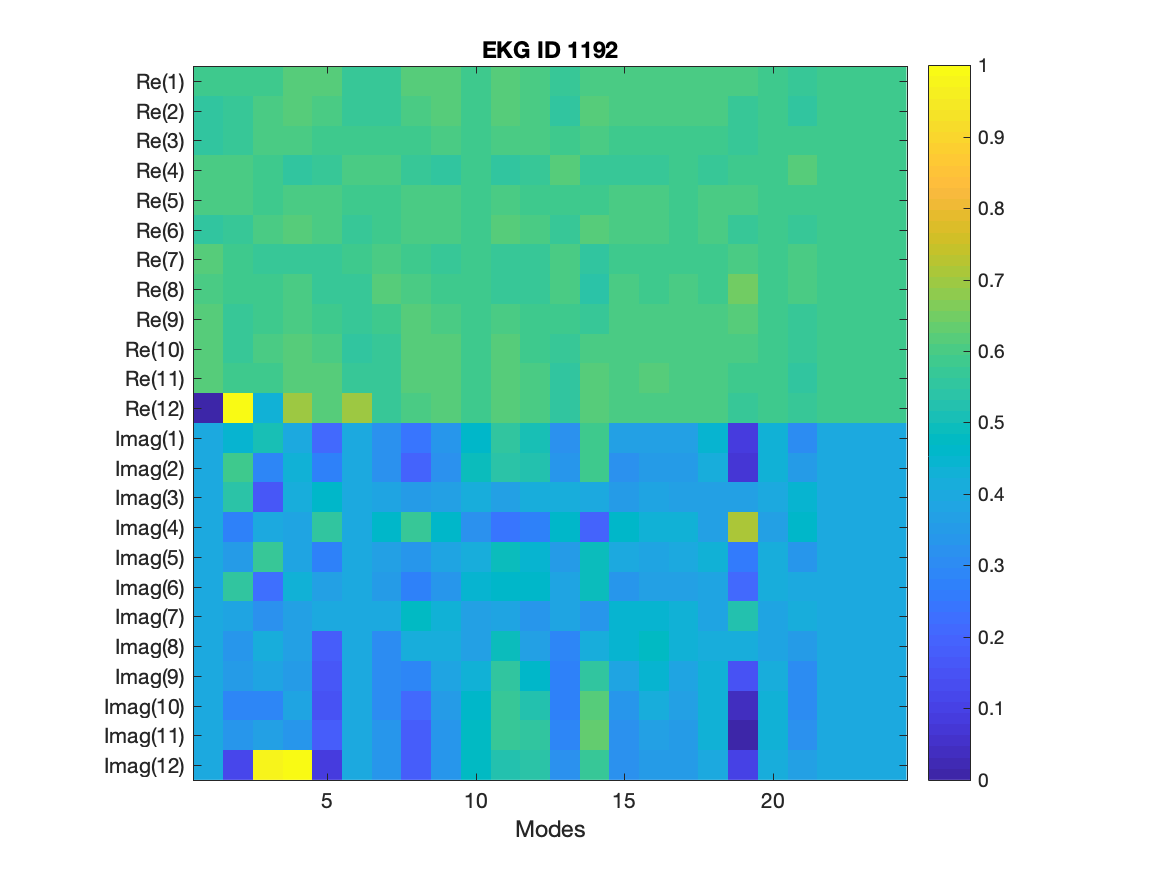 EKG ID 1192
Re(1)
Re(2)
Re(3)
Re(4)
Re(5)
Re(6)
Re(7)
Re(8)
Re(9)
Re(10)
Re(11)
Re(12)
Imag(1)
Imag(2)
Imag(3)
Imag(4)
Imag(5)
Imag(6)
Imag(7)
Imag(8)
Imag(9)
Imag(10)
Imag(11)
Imag(12)
5 10 15 20
Modes
1
0.9
0.8
0.7
0.6
0.5
0.4
0.3
0.2
0.1
0